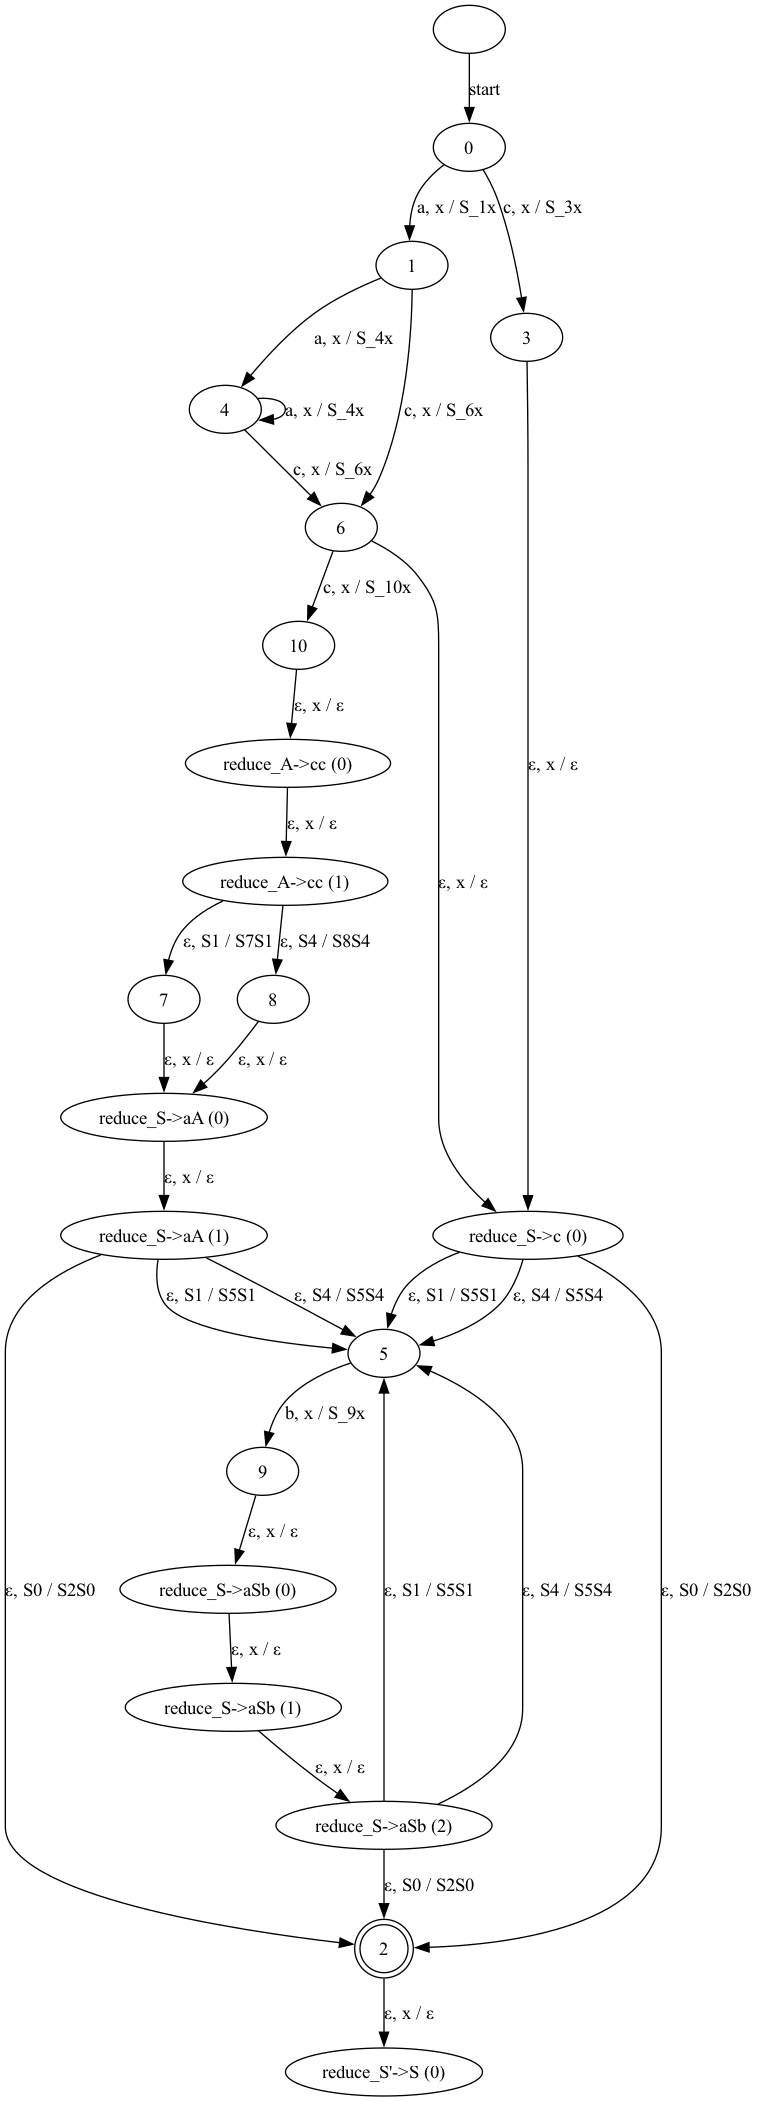 start
0
a, x / S_1x
c, x / S_3x
1
3
a, x / S_4x
4
a, x / S_4x
c, x / S_6x
c, x / S_6x
6
c, x / S_10x
10
ε, x / ε
reduce_A->cc (0)
ε, x / ε
ε, x / ε
ε, x / ε
reduce_A->cc (1)
ε, S1 / S7S1
ε, S4 / S8S4
7
8
ε, x / ε
ε, x / ε
reduce_S->aA (0)
ε, x / ε
reduce_S->aA (1)
reduce_S->c (0)
ε, S1 / S5S1
ε, S4 / S5S4
ε, S1 / S5S1
ε, S4 / S5S4
5
b, x / S_9x
9
ε, x / ε
reduce_S->aSb (0)
ε, S0 / S2S0
ε, S1 / S5S1
ε, S4 / S5S4
ε, S0 / S2S0
ε, x / ε
reduce_S->aSb (1)
ε, x / ε
reduce_S->aSb (2)
ε, S0 / S2S0
2
ε, x / ε
reduce_S'->S (0)